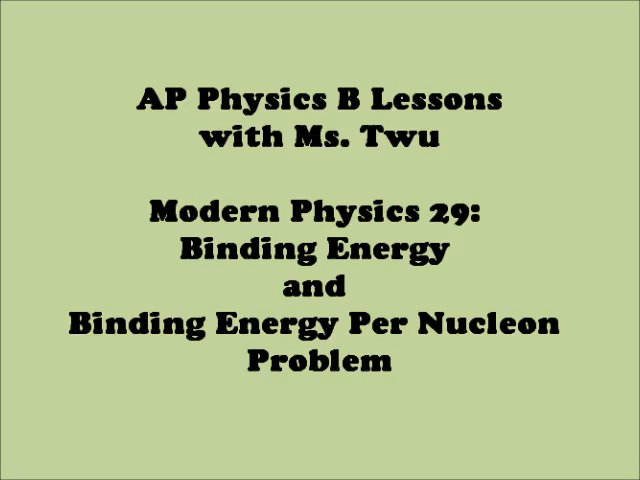 AP Physics B Lessons
with Ms. Twu
Modern Physics 29:
Binding Energy
and
Binding Energy Per Nucleon
Problem